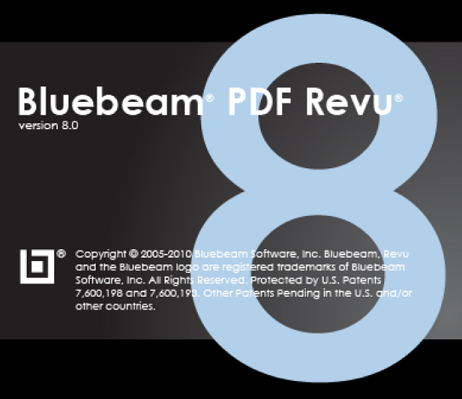 Bluebeam® PDF Revu®
version 8.0
8
® Copyright © 2005-2010 Bluebeam Software, Inc. Bluebeam, Revu
and the Bluebeam logo are registered trademarks of Bluebeam
Software, Inc. All Rights Reserved. Protected by U.S. Patents
7,600,198 and 7,600,193. Other Patents Pending in the U.S. and/or
other countries.